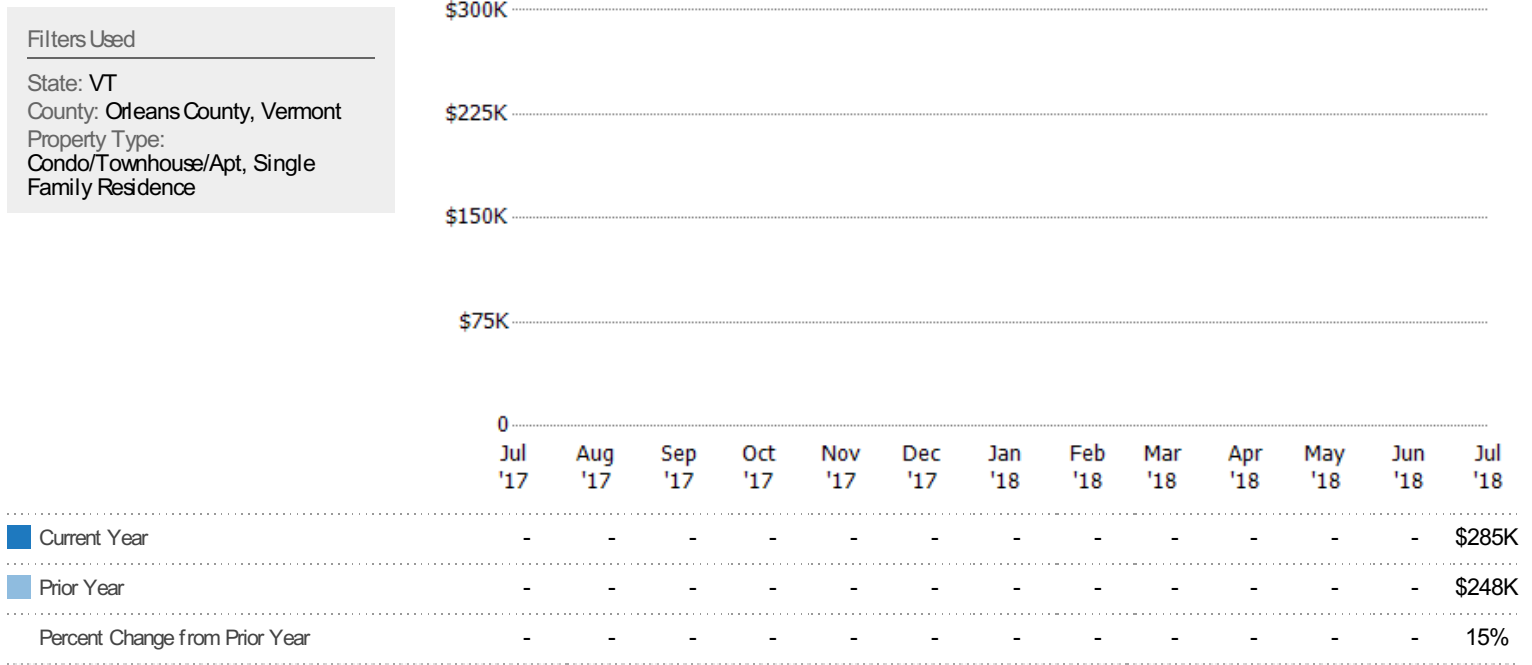 Filters Used
State: VT
County: Orleans County, Vermont
Property Type:
Condo/Townhouse/Apt, Single
Family Residence
$300K
$225K
$150K
$75K
0
Jul Aug Sep Oct Nov Dec Jan Feb Mar Apr May Jun Jul
'17 '17 '17 '17 '17 '17 '18 '18 '18 '18 '18 '18 '18
Current Year - - - - - - - - - - - - $285K
Prior Year - - - - - - - - - - - - $248K
Percent Change from Prior Year - - - - - - - - - - - - 15%